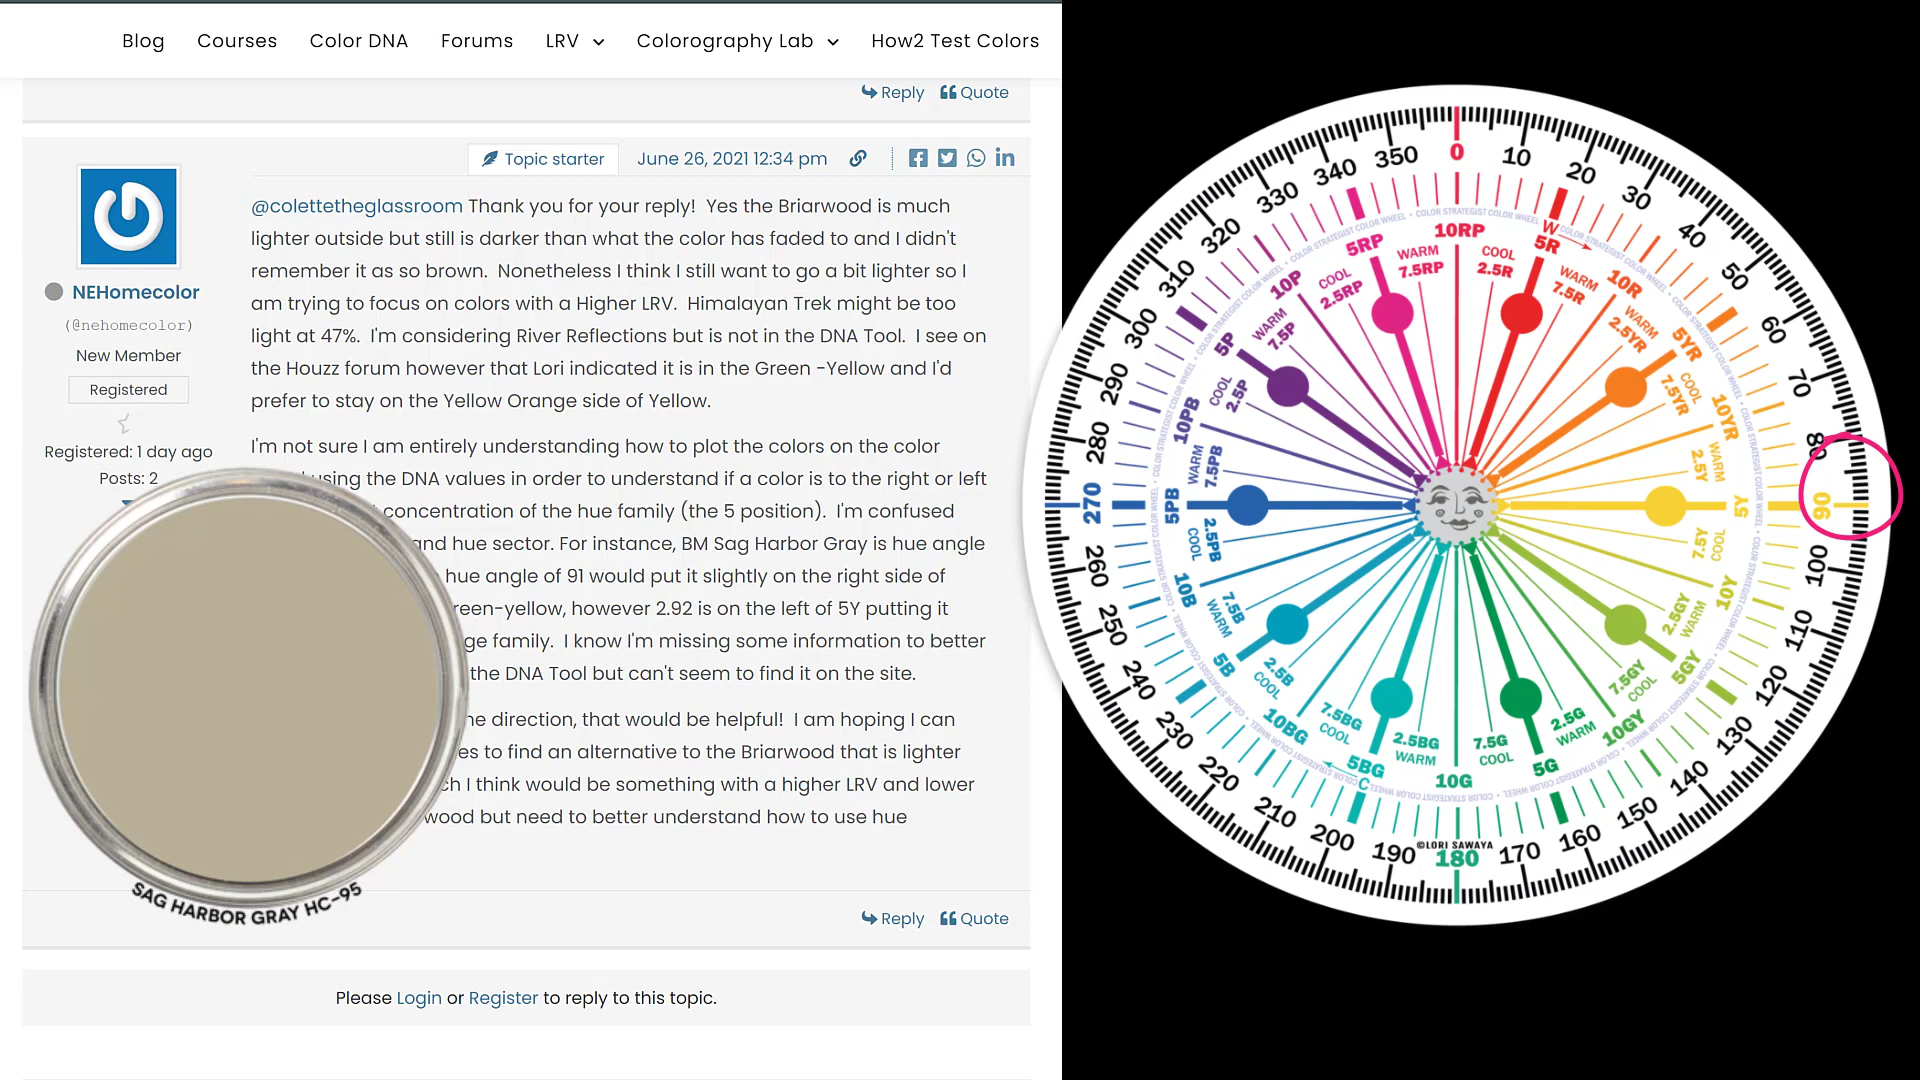 Blog Courses Color DNA Forums LRV Colorography Lab How2 Test Colors
Reply Quote
Topic starter June 26, 2021 12:34 pm
NEHomecolor
(@nehomecolor)
New Member
Registered
Registered: 1 day ago
Posts: 2
@colettetheglassroom Thank you for your reply! Yes the Briarwood is much
lighter outside but still is darker than what the color has faded to and I didn't
remember it as so brown. Nonetheless I think I still want to go a bit lighter so I
am trying to focus on colors with a Higher LRV. Himalayan Trek might be too
light at 47%. I'm considering River Reflections but is not in the DNA Tool. I see on
the Houzz forum however that Lori indicated it is in the Green -Yellow and I'd
prefer to stay on the Yellow Orange side of Yellow.
I'm not sure I am entirely understanding how to plot the colors on the color
using the DNA values in order to understand if a color is to the right or left
concentration of the hue family (the 5 position). I'm confused
and hue sector. For instance, BM Sag Harbor Gray is hue angle
hue angle of 91 would put it slightly on the right side of
reen-yellow, however 2.92 is on the left of 5Y putting it
ge family. I know I'm missing some information to better
the DNA Tool but can't seem to find it on the site.
ne direction, that would be helpful! I am hoping I can
es to find an alternative to the Briarwood that is lighter
ch I think would be something with a higher LRV and lower
wood but need to better understand how to use hue
SAG HARBOR GRAY HC-95
Reply Quote
Please Login or Register to reply to this topic.
0
10
20
30
40
50
60
70
80
90
100
110
120
130
140
150
160
170
180
190
200
210
220
230
240
250
260
270
280
290
300
310
320
330
340
350
COLOR STRATEGIST COLOR WHEEL
10RP
COOL 2.5R
W
5R
WARM 7.5R
10R
WARM 2.5YR
5YR
COOL 7.5YR
10YR
WARM 2.5Y
5Y
COOL 7.5Y
10Y
2.5GY WARM
5GY
7.5GY COOL
10GY
2.5G WARM
5G
7.5G COOL
10G
2.5BG WARM
5BG
C
7.5BG COOL
10BG
2.5B COOL
5B
7.5B WARM
10B
2.5PB COOL
5PB
WARM 7.5PB
10PB
COOL 2.5P
5P
WARM 7.5P
10P
COOL 2.5RP
5RP
WARM 7.5RP
©LORI SAWAYA